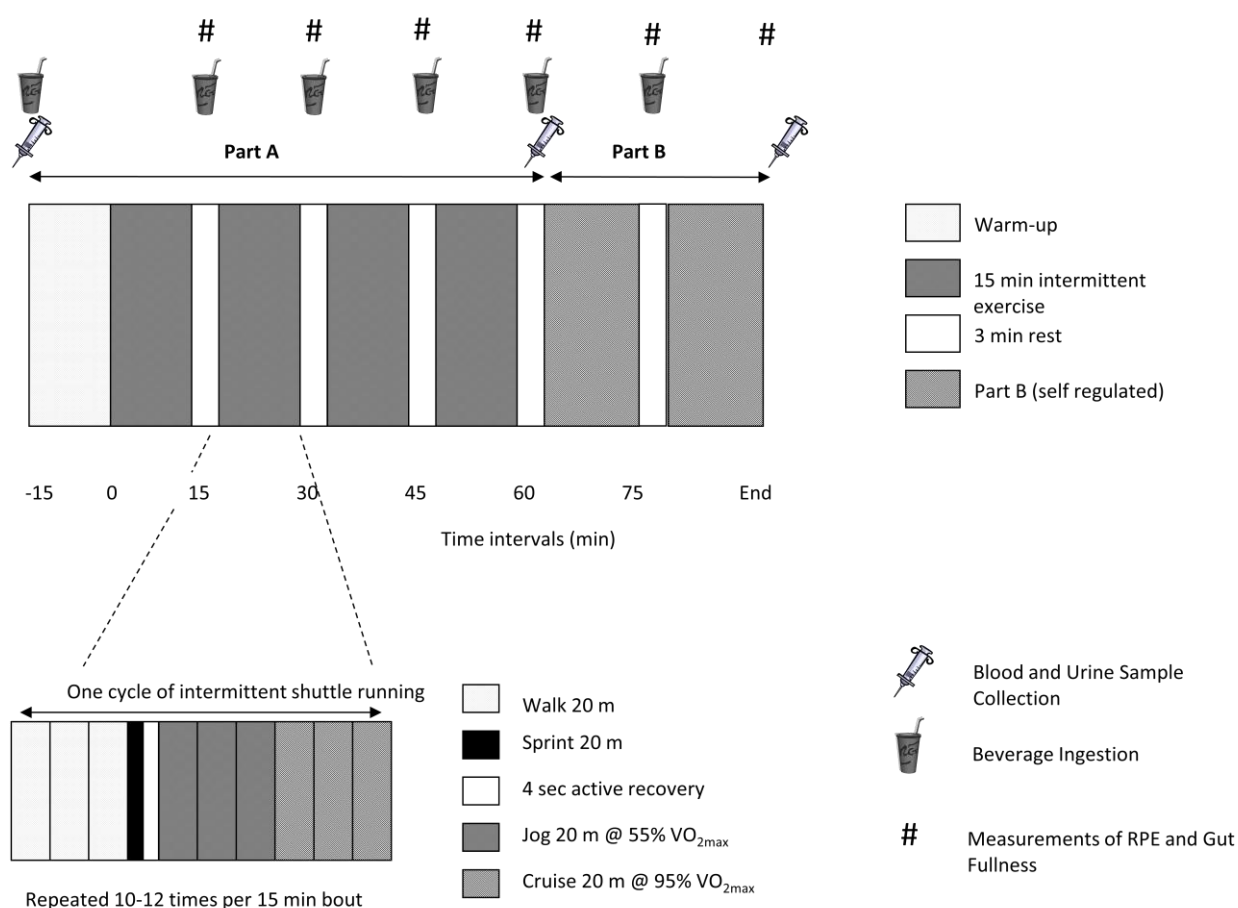 # # # # # #
Part A Part B
Warm-up
15 min intermittent
exercise
3 min rest
Part B (self regulated)
-15 0 15 30 45 60 75 End
Time intervals (min)
One cycle of intermittent shuttle running
Walk 20 m
Sprint 20 m
4 sec active recovery
Jog 20 m @ 55% VO2max
Cruise 20 m @ 95% VO2max
Repeated 10-12 times per 15 min bout
Blood and Urine Sample
Collection
Beverage Ingestion
# Measurements of RPE and Gut
Fullness